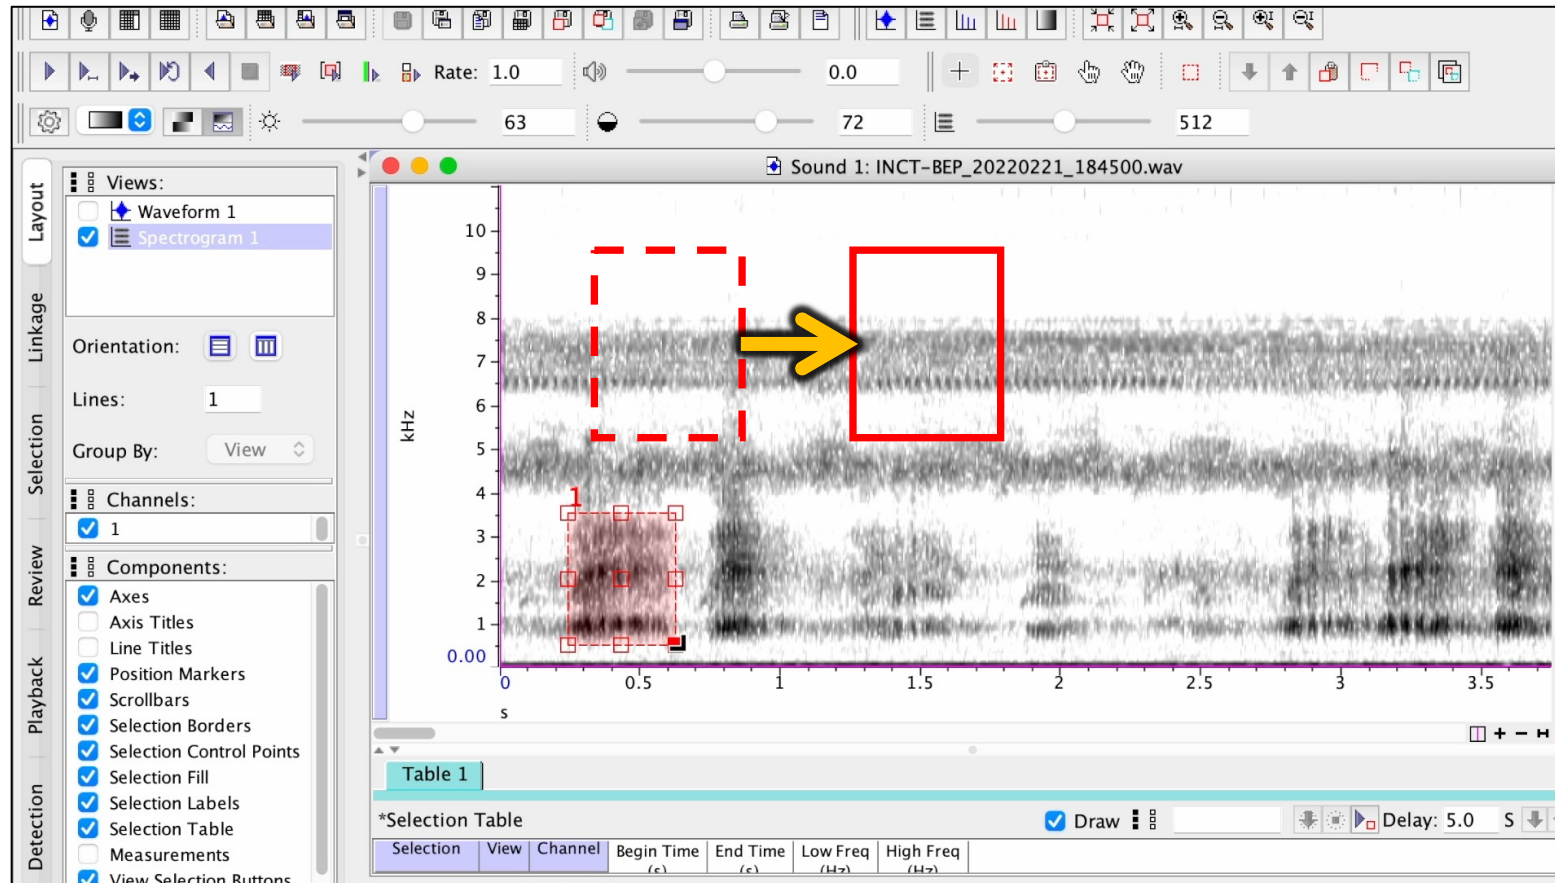 Rate: 1.0
0.0
63
72
512
Sound 1: INCT-BEP_20220221_184500.wav
Layout
Linkage
Selection
Review
Playback
Detection
Views:
Waveform 1
Spectrogram 1
Orientation:
Lines: 1
Group By: View
Channels:
1
Components:
Axes
Axis Titles
Line Titles
Position Markers
Scrollbars
Selection Borders
Selection Control Points
Selection Fill
Selection Labels
Selection Table
Measurements
View Selection Buttons
kHz
10
9
8
7
6
5
4
3
2
1
0.00
1
0 0.5 1 1.5 2 2.5 3 3.5
s
Table 1
*Selection Table
Draw
Delay: 5.0 S
Selection View Channel Begin Time End Time Low Freq High Freq
(s) (s) (Hz) (Hz)